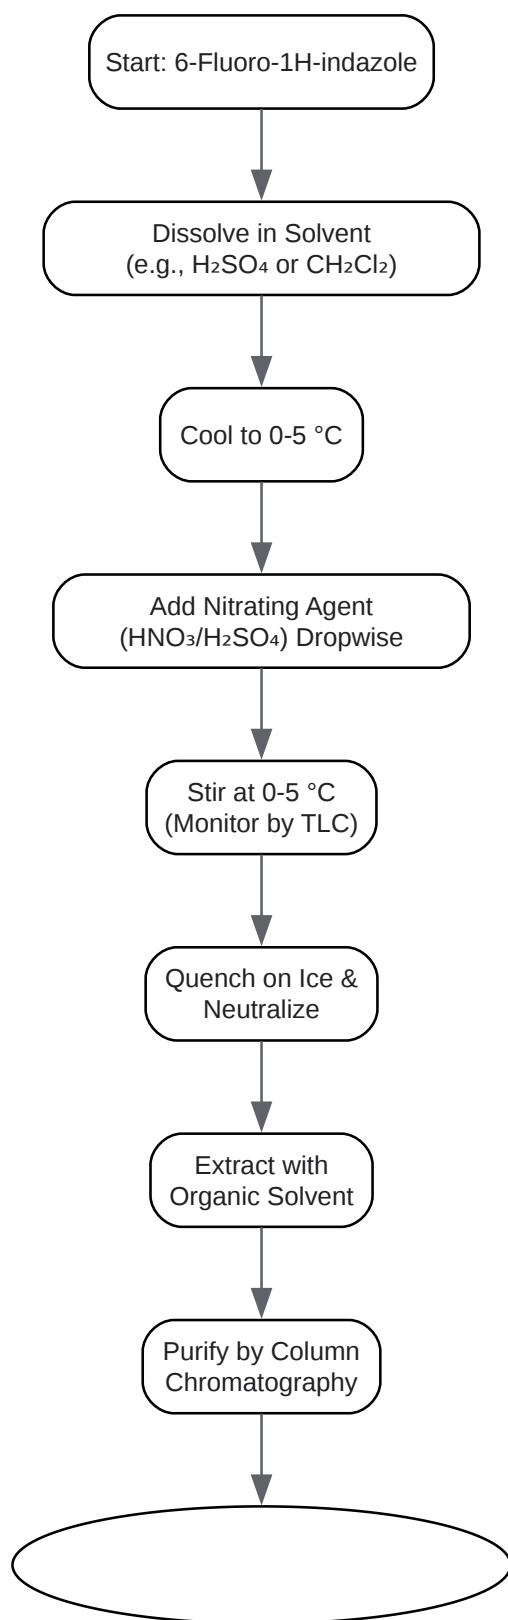 Start: 6-Fluoro-1H-indazole
Dissolve in Solvent
(e.g., H₂SO₄ or CH₂Cl₂)
Cool to 0-5 °C
Add Nitrating Agent
(HNO₃/H₂SO₄) Dropwise
Stir at 0-5 °C
(Monitor by TLC)
Quench on Ice &
Neutralize
Extract with
Organic Solvent
Purify by Column
Chromatography